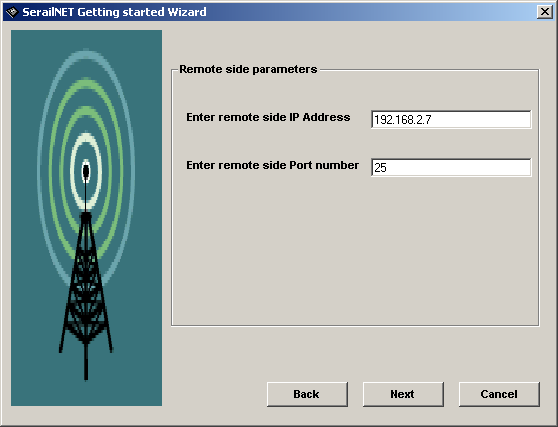 SerailNET Getting started Wizard
Remote side parameters
Enter remote side IP Address
192.168.2.7
Enter remote side Port number
25
Back
Next
Cancel